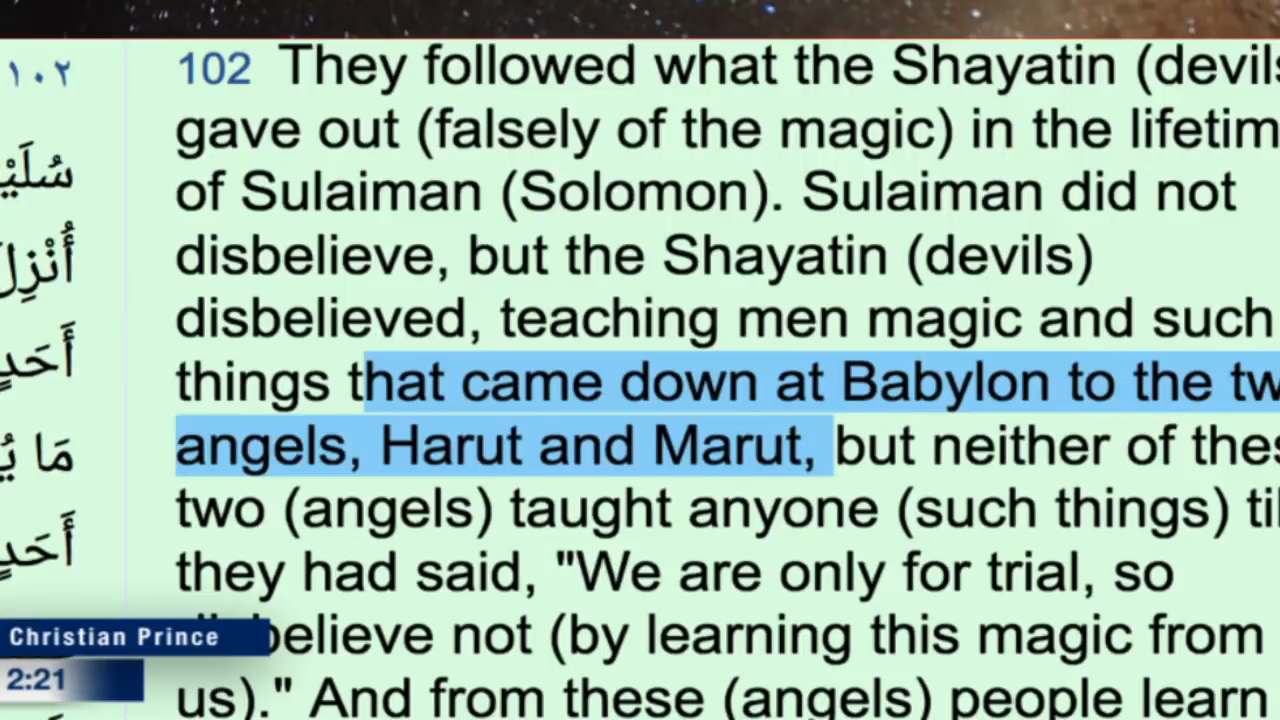 102 They followed what the Shayatin (devils
gave out (falsely of the magic) in the lifetim
of Sulaiman (Solomon). Sulaiman did not
disbelieve, but the Shayatin (devils)
disbelieved, teaching men magic and such
things that came down at Babylon to the tw
angels, Harut and Marut, but neither of thes
two (angels) taught anyone (such things) til
they had said, "We are only for trial, so
believe not (by learning this magic from
us)." And from these (angels) people learn
١٠٢
أُنْزِلَ
أَحَدٍ
مَا يُ
أَحَدٍ
Christian Prince
2:21